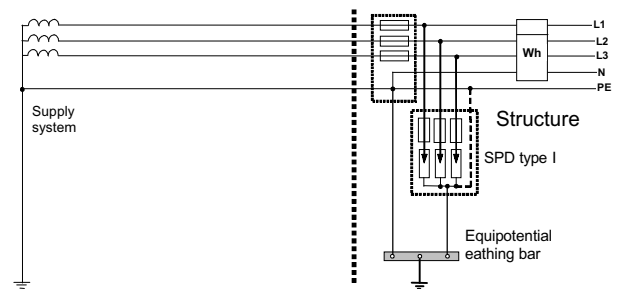 L1
L2
L3
Wh
N
PE
Supply
system
Structure
SPD type I
Equipotential
eathing bar